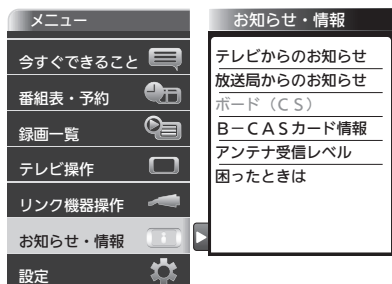 メニュー
今すぐできること
番組表・予約
録画一覧
テレビ操作
リンク機器操作
お知らせ・情報
設定
お知らせ・情報
テレビからのお知らせ
放送局からのお知らせ
ボード（ＣＳ）
Ｂ－ＣＡＳカード情報
アンテナ受信レベル
困ったときは